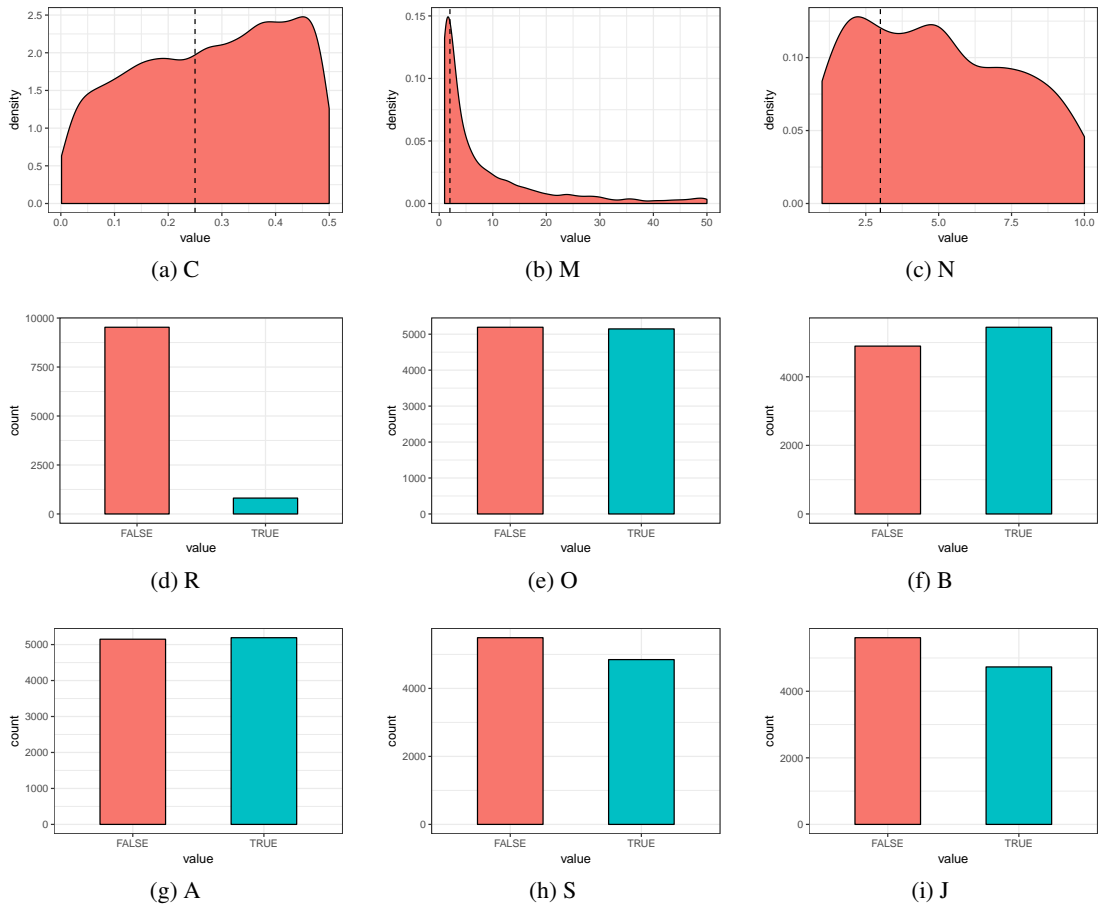 2.5
2.0
1.5
1.0
0.5
0.0
density
0.0 0.1 0.2 0.3 0.4 0.5
value
(a) C
0.15
0.10
0.05
0.00
density
0 10 20 30 40 50
value
(b) M
0.10
0.05
0.00
density
2.5 5.0 7.5 10.0
value
(c) N
10000
7500
5000
2500
0
count
FALSE TRUE
value
(d) R
5000
4000
3000
2000
1000
0
count
FALSE TRUE
value
(e) O
4000
2000
0
count
FALSE TRUE
value
(f) B
5000
4000
3000
2000
1000
0
count
FALSE TRUE
value
(g) A
4000
2000
0
count
FALSE TRUE
value
(h) S
4000
2000
0
count
FALSE TRUE
value
(i) J